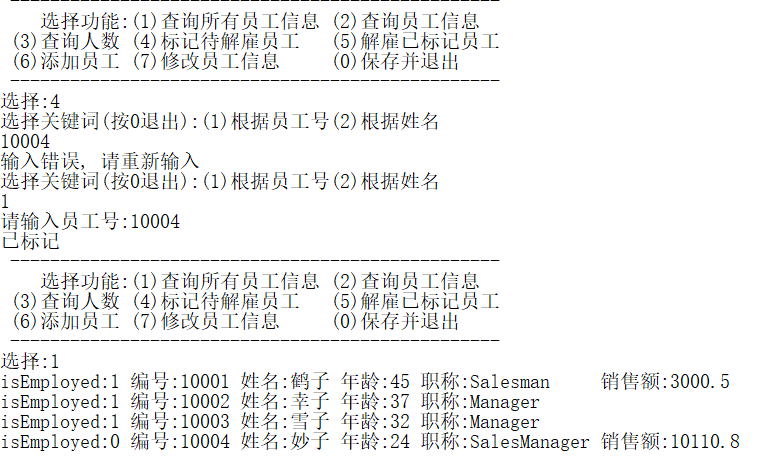 --------------------------------------------------
选择功能:(1)查询所有员工信息 (2)查询员工信息
(3)查询人数 (4)标记待解雇员工 (5)解雇已标记员工
(6)添加员工 (7)修改员工信息 (0)保存并退出
--------------------------------------------------
选择:4
选择关键词(按0退出):(1)根据员工号(2)根据姓名
10004
输入错误, 请重新输入
选择关键词(按0退出):(1)根据员工号(2)根据姓名
1
请输入员工号:10004
已标记
--------------------------------------------------
选择功能:(1)查询所有员工信息 (2)查询员工信息
(3)查询人数 (4)标记待解雇员工 (5)解雇已标记员工
(6)添加员工 (7)修改员工信息 (0)保存并退出
--------------------------------------------------
选择:1
isEmployed:1 编号:10001 姓名:鹤子 年龄:45 职称:Salesman 销售额:3000.5
isEmployed:1 编号:10002 姓名:幸子 年龄:37 职称:Manager
isEmployed:1 编号:10003 姓名:雪子 年龄:32 职称:Manager
isEmployed:0 编号:10004 姓名:妙子 年龄:24 职称:SalesManager 销售额:10110.8